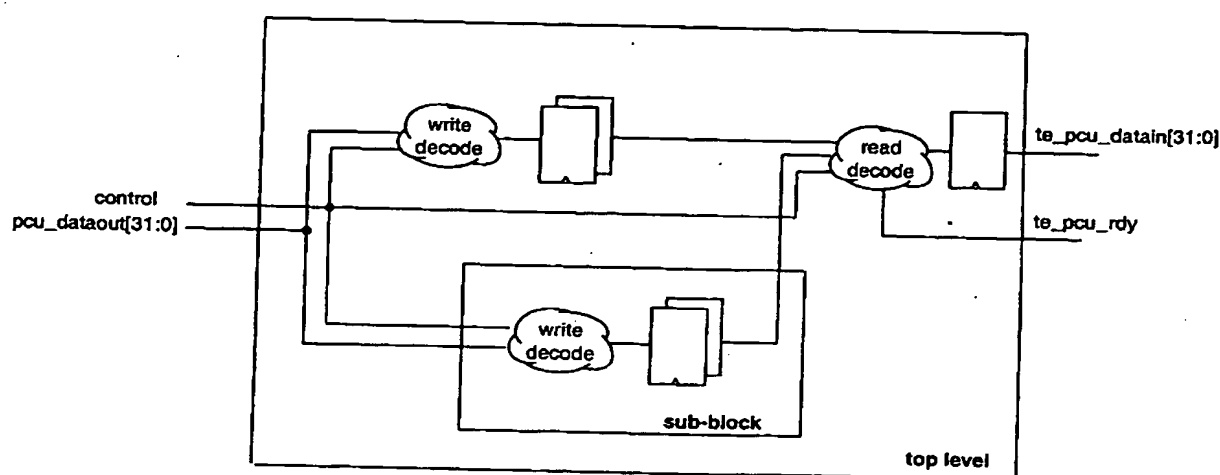 write
decode
read
decode
te_pcu_datain[31:0]
control
pcu_dataout[31:0]
te_pcu_rdy
write
decode
sub-block
top level